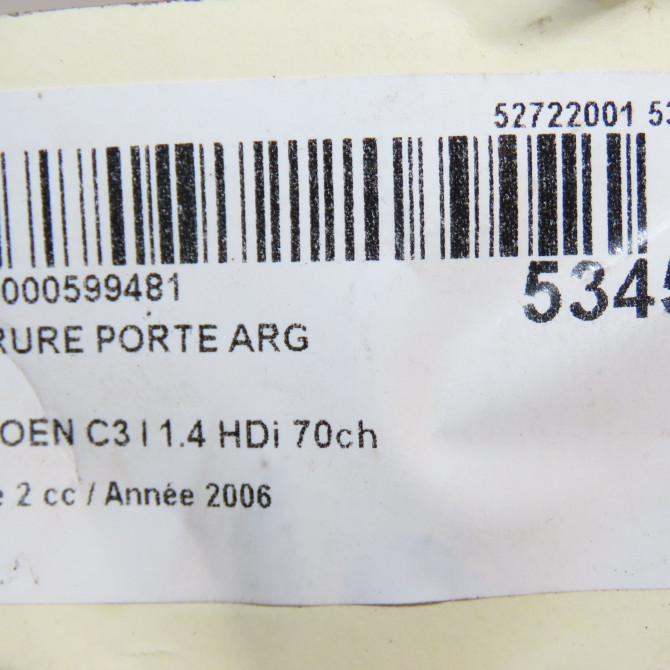 52722001 53
000599481
5345
RURE PORTE ARG
OEN C3 I 1.4 HDi 70ch
e 2 cc / Année 2006